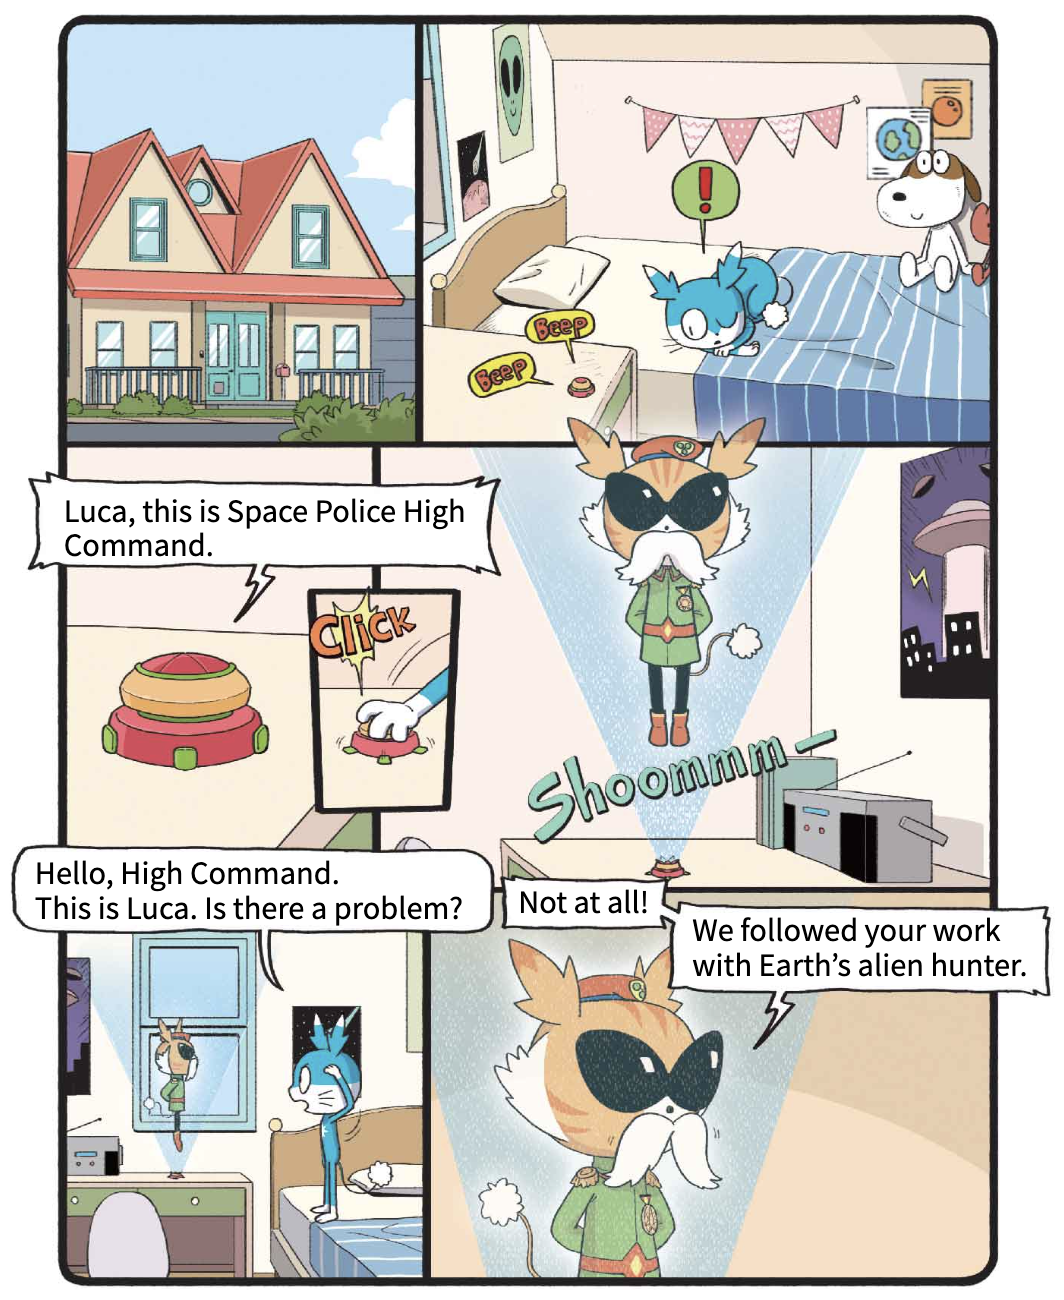 !
Beep
Beep
Luca, this is Space Police High
Command.
Click
Shoommm—
Hello, High Command.
This is Luca. Is there a problem?
Not at all!
We followed your work
with Earth's alien hunter.